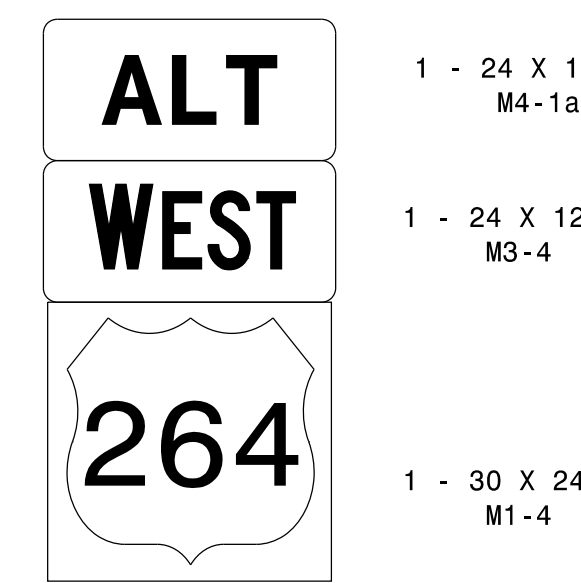 ALT
1 - 24 X 1
M4-1a
WEST
1 - 24 X 12
M3-4
264
1 - 30 X 24
M1-4